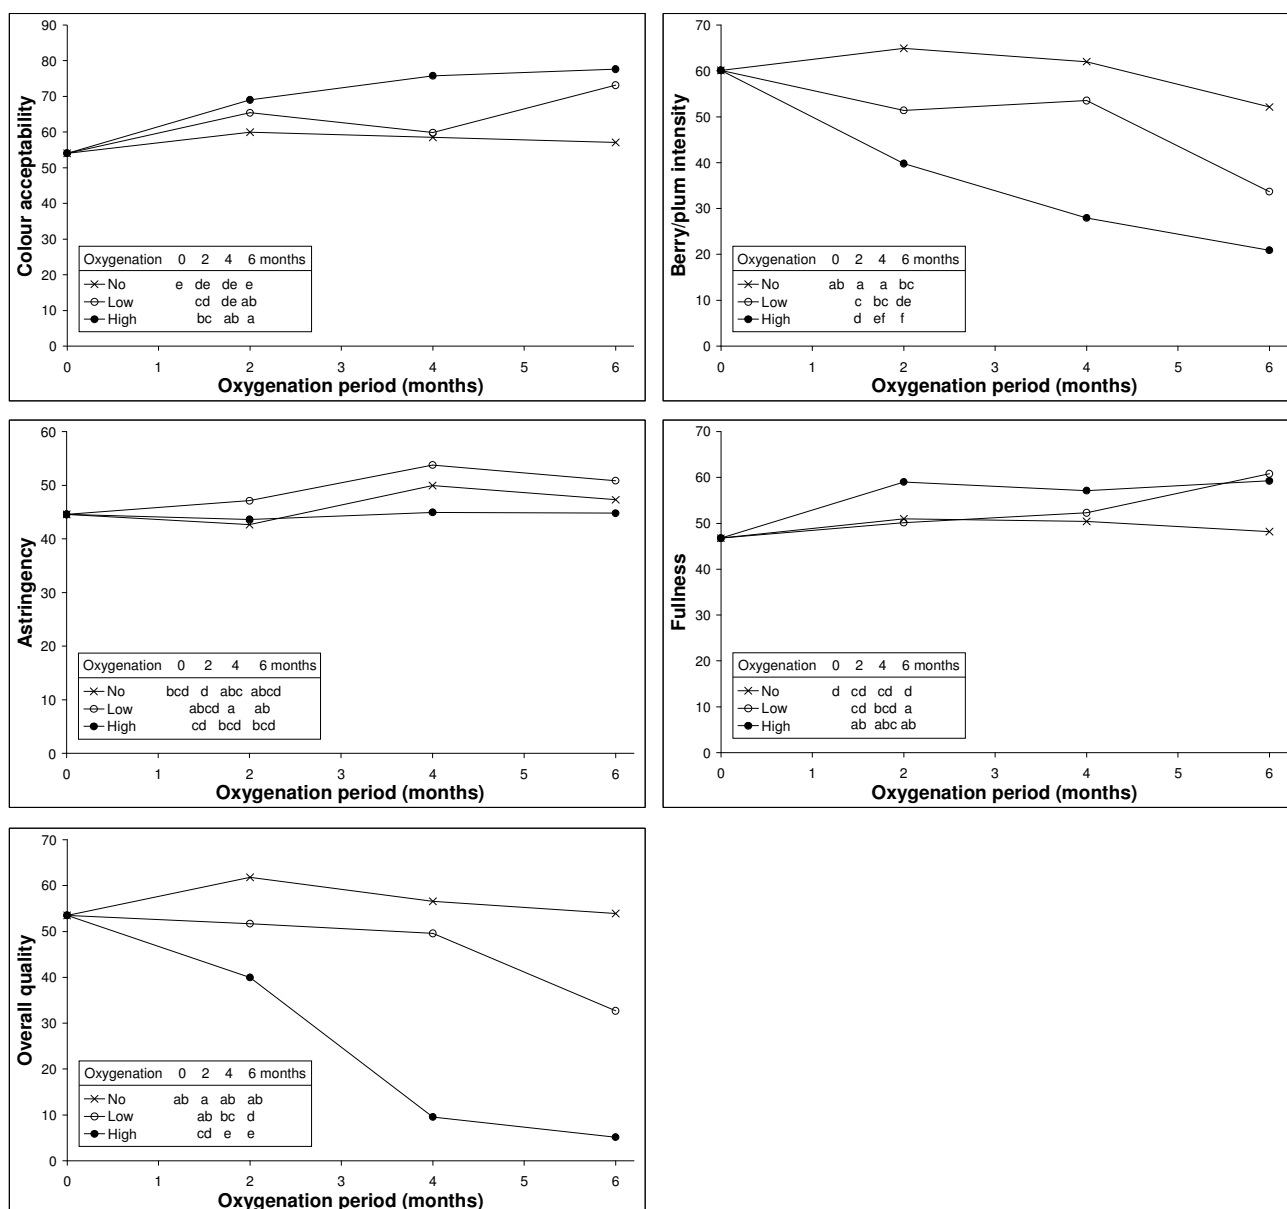 Colour acceptability
90
80
70
60
50
40
30
20
10
0
Oxygenation 0 2 4 6 months
No e de de e
Low cd de ab
High bc ab a
0 1 2 3 4 5 6
Oxygenation period (months)
Berry/plum intensity
70
60
50
40
30
20
10
0
Oxygenation 0 2 4 6 months
No ab a a bc
Low c bc de
High d ef f
0 1 2 3 4 5 6
Oxygenation period (months)
Astringency
60
50
40
30
20
10
0
Oxygenation 0 2 4 6 months
No bcd d abc abcd
Low abcd a ab
High cd bcd bcd
0 1 2 3 4 5 6
Oxygenation period (months)
Fullness
70
60
50
40
30
20
10
0
Oxygenation 0 2 4 6 months
No d cd cd d
Low cd bcd a
High ab abc ab
0 1 2 3 4 5 6
Oxygenation period (months)
Overall quality
70
60
50
40
30
20
10
0
Oxygenation 0 2 4 6 months
No ab a ab ab
Low ab bc d
High cd e e
0 1 2 3 4 5 6
Oxygenation period (months)